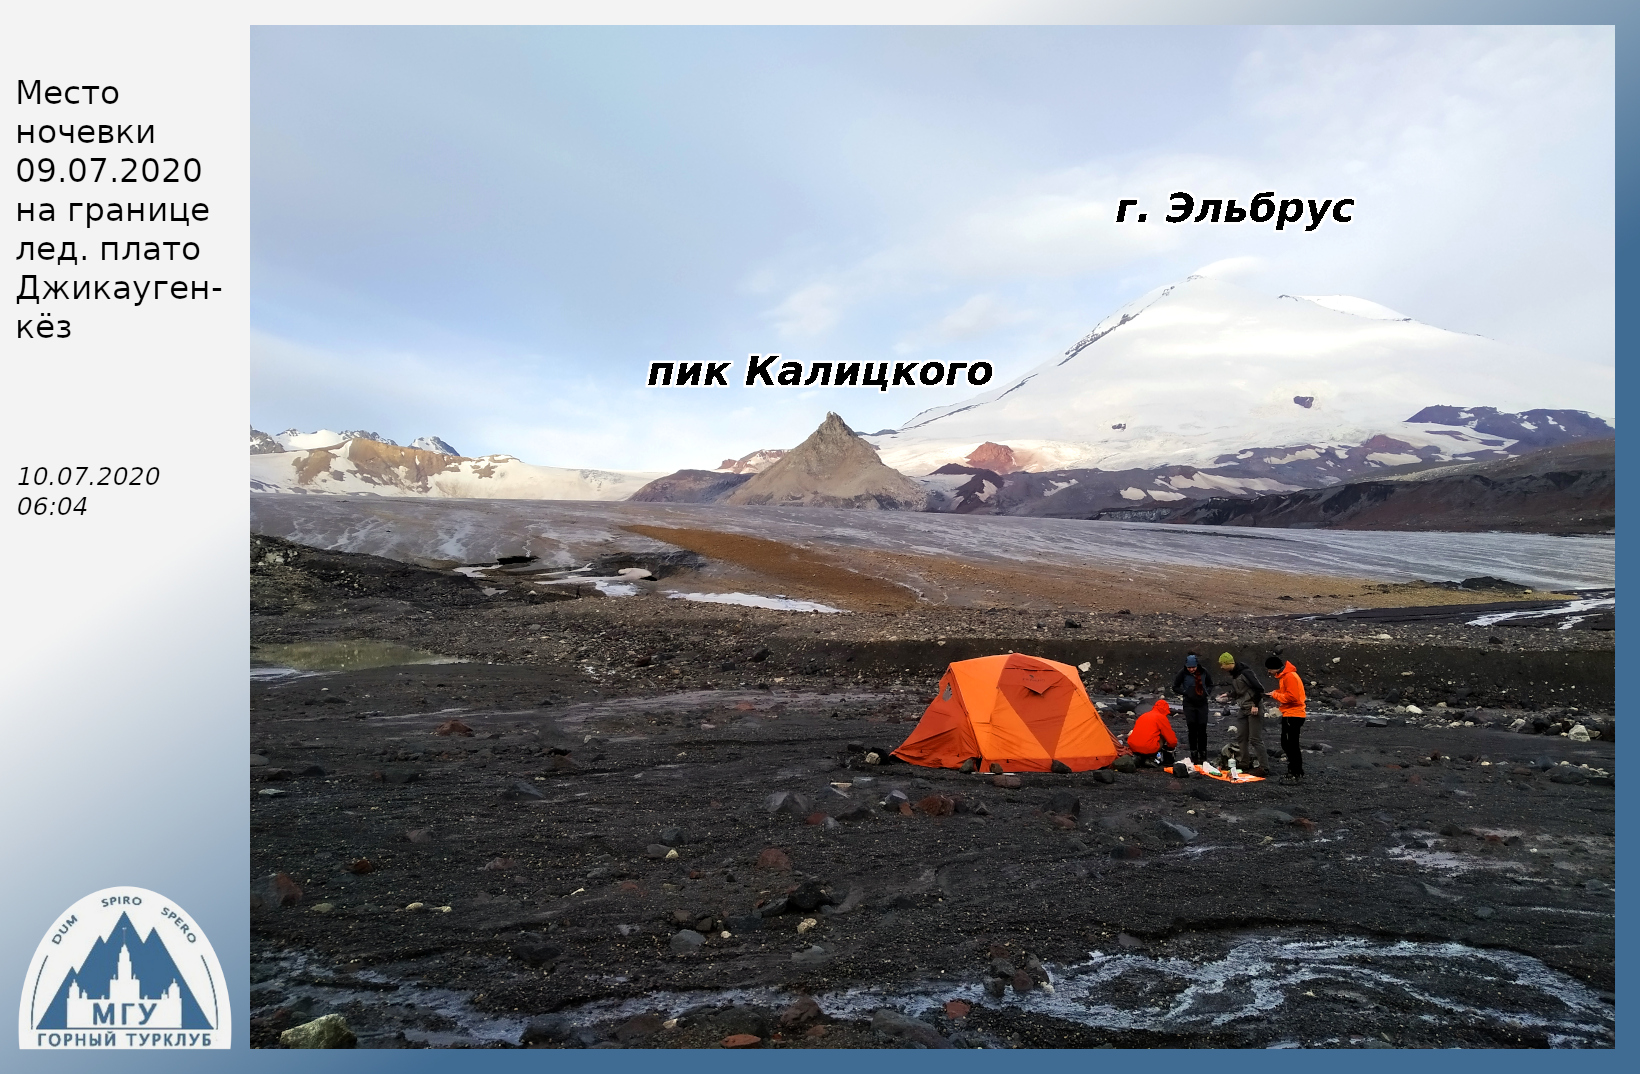 Место
ночевки
09.07.2020
на границе
лед. плато
Джикауген-
кёз
10.07.2020
06:04
г. Эльбрус
пик Калицкого
DUM SPIRO SPERO
МГУ
ГОРНЫЙ ТУРКЛУБ